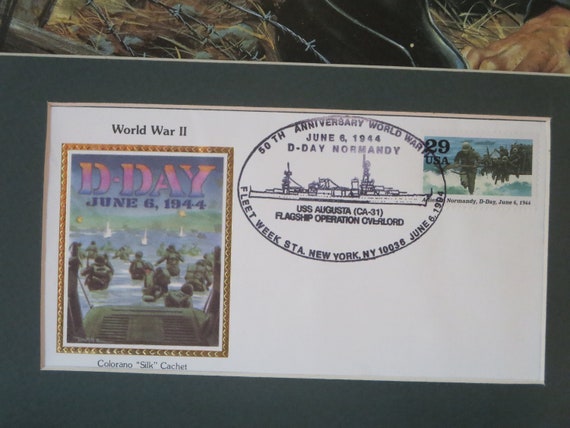 World War II
D-DAY
JUNE 6, 1944
Colorano "Silk" Cachet
50TH ANNIVERSARY WORLD WAR
JUNE 6, 1944
D-DAY NORMANDY
USS AUGUSTA (CA-31)
FLAGSHIP OPERATION OVERLORD
FLEET WEEK STA. NEW YORK, NY 10036 JUNE 6, 1994
29
USA
Normandy, D-Day, June 6, 1944